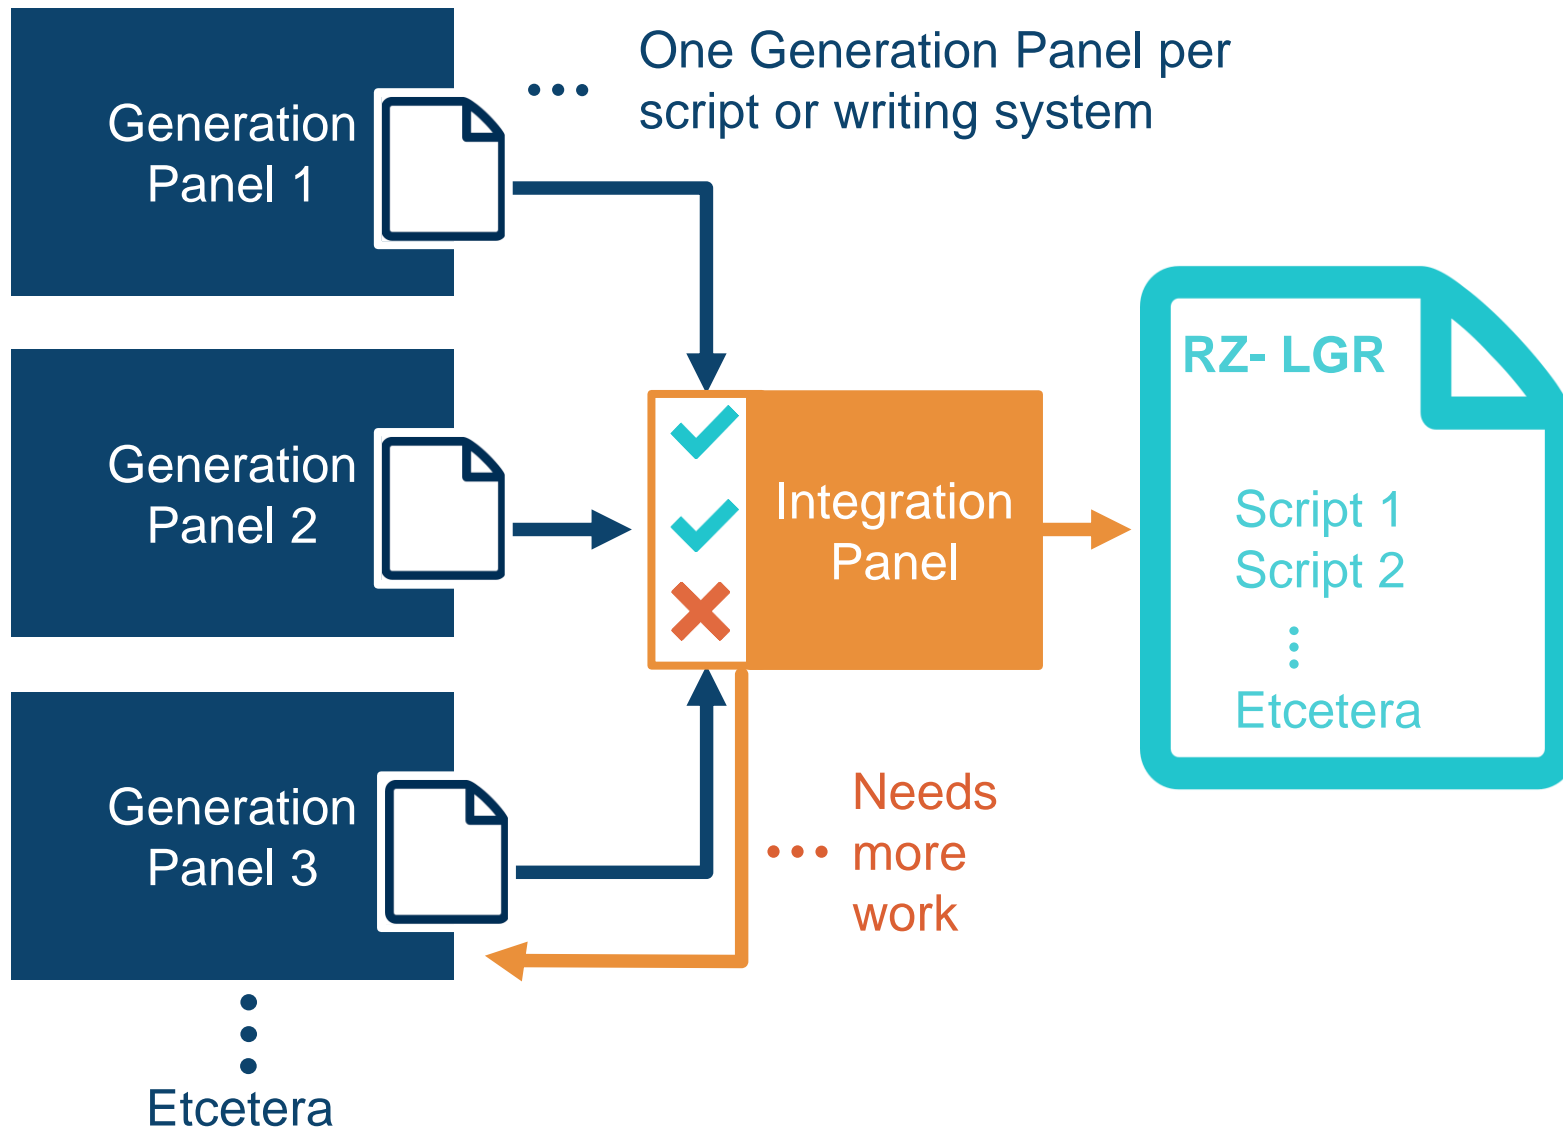 One Generation Panel per
script or writing system
Generation
Panel 1
Generation
Panel 2
Generation
Panel 3
Etcetera
Integration
Panel
Needs
more
work
RZ- LGR
Script 1
Script 2
Etcetera